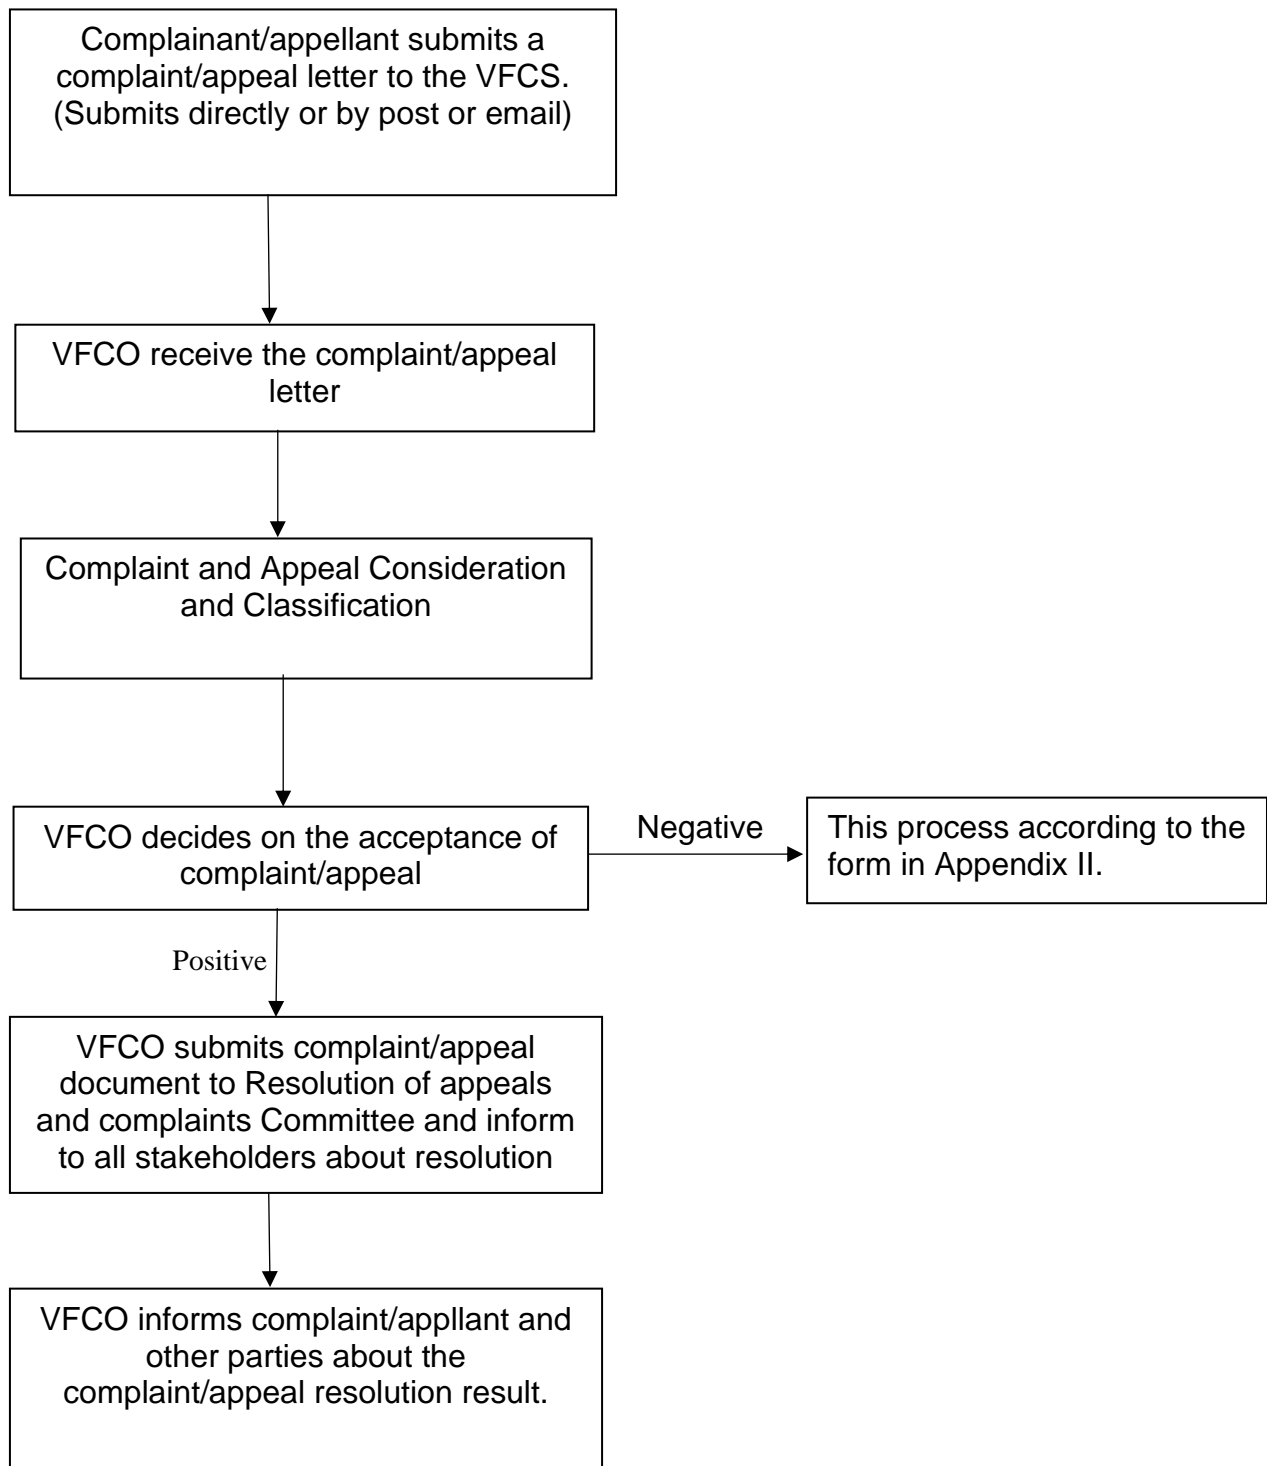 Complainant/appellant submits a
complaint/appeal letter to the VFCS.
(Submits directly or by post or email)
VFCO receive the complaint/appeal
letter
Complaint and Appeal Consideration
and Classification
VFCO decides on the acceptance of
complaint/appeal
Negative
This process according to the
form in Appendix II.
Positive
VFCO submits complaint/appeal
document to Resolution of appeals
and complaints Committee and inform
to all stakeholders about resolution
VFCO informs complaint/appllant and
other parties about the
complaint/appeal resolution result.